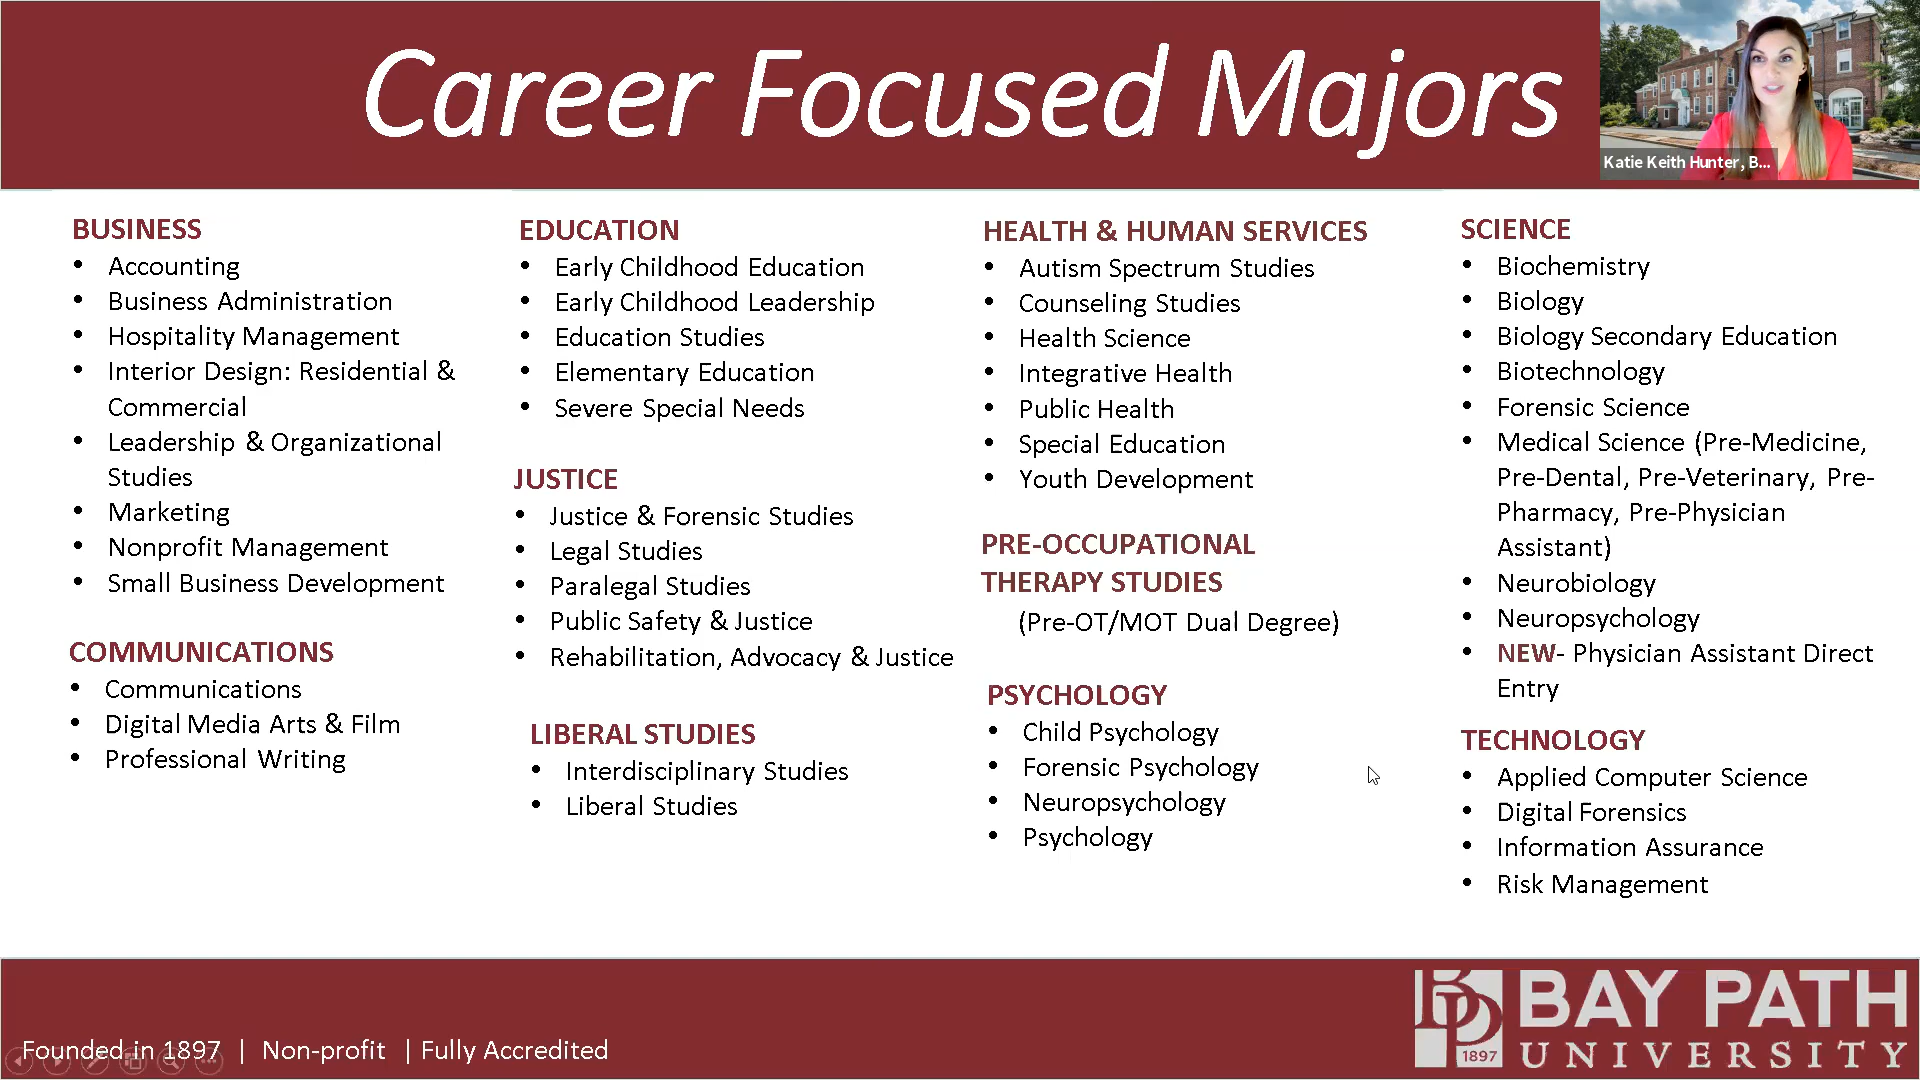 Career Focused Majors
Katie Keith Hunter, B...
BUSINESS
• Accounting
• Business Administration
• Hospitality Management
• Interior Design: Residential &
Commercial
• Leadership & Organizational
Studies
• Marketing
• Nonprofit Management
• Small Business Development
COMMUNICATIONS
• Communications
• Digital Media Arts & Film
• Professional Writing
EDUCATION
• Early Childhood Education
• Early Childhood Leadership
• Education Studies
• Elementary Education
• Severe Special Needs
JUSTICE
• Justice & Forensic Studies
• Legal Studies
• Paralegal Studies
• Public Safety & Justice
• Rehabilitation, Advocacy & Justice
LIBERAL STUDIES
• Interdisciplinary Studies
• Liberal Studies
HEALTH & HUMAN SERVICES
• Autism Spectrum Studies
• Counseling Studies
• Health Science
• Integrative Health
• Public Health
• Special Education
• Youth Development
PRE-OCCUPATIONAL
THERAPY STUDIES
(Pre-OT/MOT Dual Degree)
PSYCHOLOGY
• Child Psychology
• Forensic Psychology
• Neuropsychology
• Psychology
SCIENCE
• Biochemistry
• Biology
• Biology Secondary Education
• Biotechnology
• Forensic Science
• Medical Science (Pre-Medicine,
Pre-Dental, Pre-Veterinary, Pre-
Pharmacy, Pre-Physician
Assistant)
• Neurobiology
• Neuropsychology
• NEW- Physician Assistant Direct
Entry
TECHNOLOGY
• Applied Computer Science
• Digital Forensics
• Information Assurance
• Risk Management
Founded in 1897 | Non-profit | Fully Accredited
BP
1897
BAY PATH
UNIVERSITY